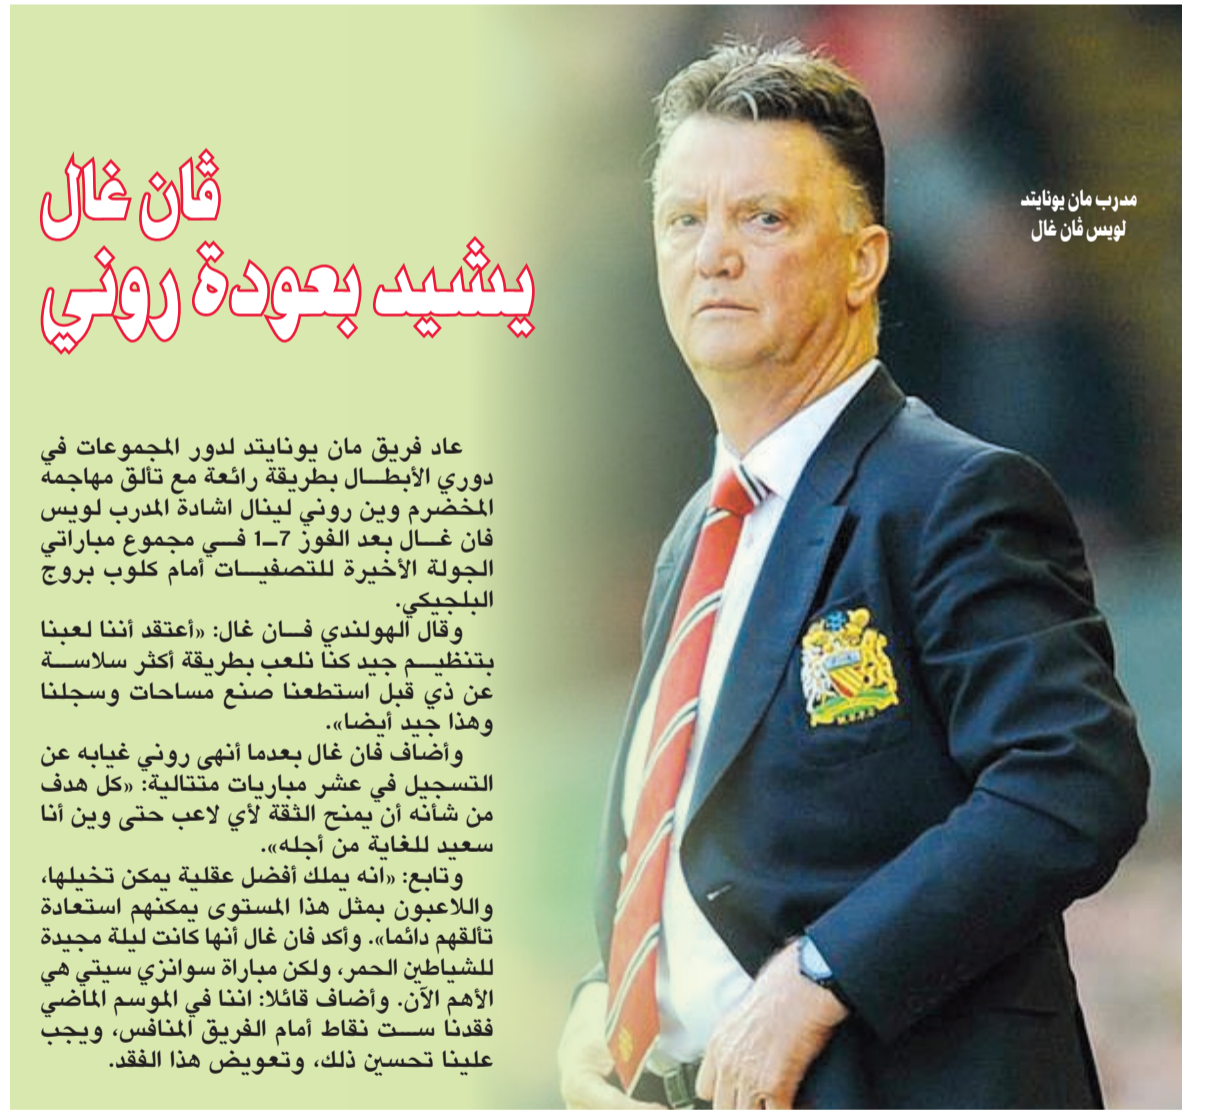 ڤان غال
يشيد بعودة روني
مدرب مان يونايتد
لويس ڤان غال
عاد فريق مان يونايتد لدور المجموعات في
دوري الأبطـــال بطريقة رائعة مع تألق مهاجمه
المخضرم وين روني لينال اشادة المدرب لويس
فان غـــال بعد الفوز 7ــ1 فـــي مجموع مباراتي
الجولة الأخيرة للتصفيـــات أمام كلوب بروج
البلجيكي.
وقال الهولندي فـــان غال: «أعتقد أننا لعبنا
بتنظيـــم جيد كنا نلعب بطريقة أكثر سلاســـة
عن ذي قبل استطعنا صنع مساحات وسجلنا
وهذا جيد أيضا».
وأضاف فان غال بعدما أنهى روني غيابه عن
التسجيل في عشر مباريات متتالية: «كل هدف
من شأنه أن يمنح الثقة لأي لاعب حتى وين أنا
سعيد للغاية من أجله».
وتابع: «انه يملك أفضل عقلية يمكن تخيلها،
واللاعبون بمثل هذا المستوى يمكنهم استعادة
تألقهم دائما». وأكد فان غال أنها كانت ليلة مجيدة
للشياطين الحمر، ولكن مباراة سوانزي سيتي هي
الأهم الآن. وأضاف قائلا: اننا في الموسم الماضي
فقدنا ســـت نقاط أمام الفريق المنافس، ويجب
علينا تحسين ذلك، وتعويض هذا الفقد.